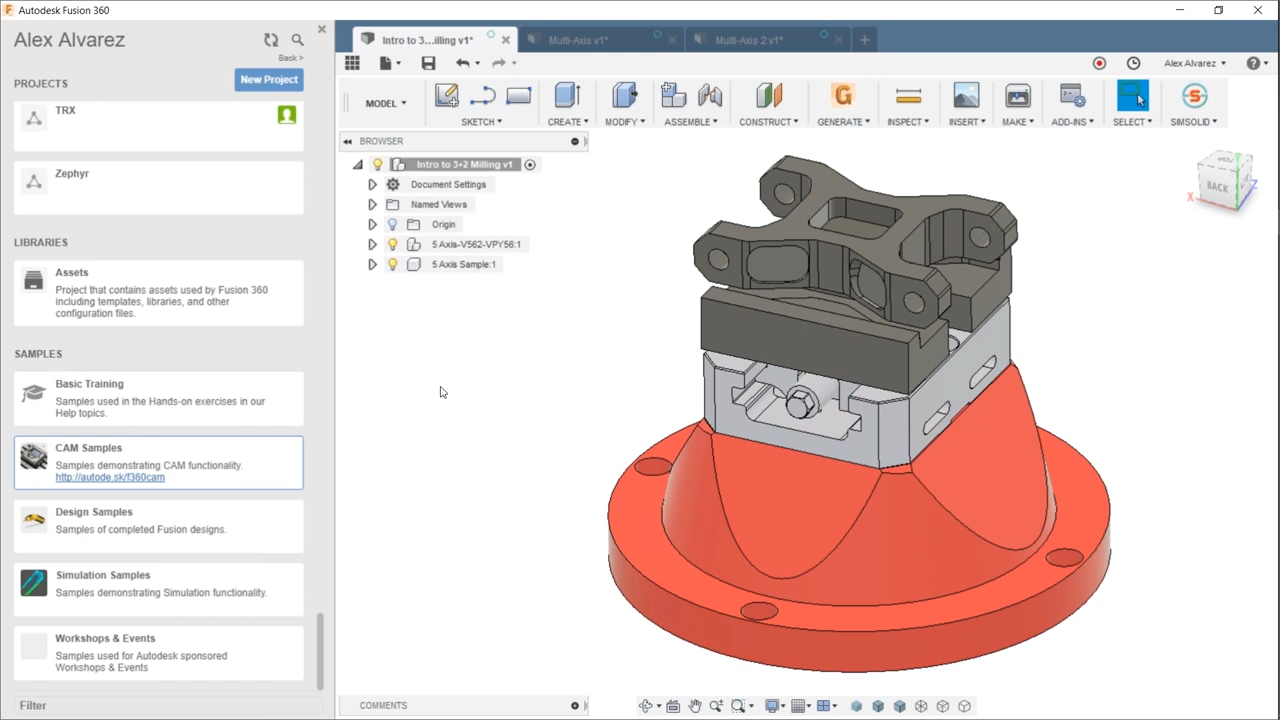 Autodesk Fusion 360
Alex Alvarez
Back >
PROJECTS
New Project
TRX
Zephyr
LIBRARIES
Assets
Project that contains assets used by Fusion 360
including templates, libraries, and other
configuration files.
SAMPLES
Basic Training
Samples used in the Hands-on exercises in our
Help topics.
CAM Samples
Samples demonstrating CAM functionality.
http://autode.sk/f360cam
Design Samples
Samples of completed Fusion designs.
Simulation Samples
Samples demonstrating Simulation functionality.
Workshops & Events
Samples used for Autodesk sponsored
Workshops & Events
Filter
Intro to 3...illing v1*
Multi-Axis v1*
Multi-Axis 2 v1*
Alex Alvarez
MODEL
SKETCH
CREATE
MODIFY
ASSEMBLE
CONSTRUCT
GENERATE
INSPECT
INSERT
MAKE
ADD-INS
SELECT
SIMSOLID
BROWSER
Intro to 3+2 Milling v1
Document Settings
Named Views
Origin
5 Axis-V562-VPY56:1
5 Axis Sample:1
BACK
X
Z
COMMENTS